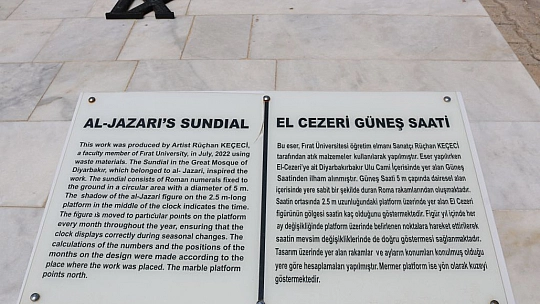 AL-JAZARI'S SUNDIAL
This work was produced by Artist Rüçhan KEÇECİ,
a faculty member of Fırat University, in July, 2022 using
waste materials. The Sundial in the Great Mosque of
Diyarbakır, which belonged to al- Jazari, inspired the
work. The sundial consists of Roman numerals fixed to
the ground in a circular area with a diameter of 5 m.
The shadow of the al-Jazari figure on the 2.5 m-long
platform in the middle of the clock indicates the time.
The figure is moved to particular points on the platform
every month throughout the year, ensuring that the
clock displays correctly during seasonal changes. The
calculations of the numbers and the positions of the
months on the design were made according to the
place where the work was placed. The marble platform
points north.
EL CEZERİ GÜNEŞ SAATİ
Bu eser, Fırat Üniversitesi öğretim elmanı Sanatçı Rüçhan KEÇECİ
tarafından atık malzemeler kullanılarak yapılmıştır. Eser yapılırken
El-Cezerî'ye ait Diyarbakırbakır Ulu Cami İçerisinde yer alan Güneş
Saatinden ilham alınmıştır. Güneş Saati 5 m çapında dairesel alan
içerisinde yere sabit bir şekilde duran Roma rakamlarından oluşmaktadır.
Saatin ortasında 2.5 m uzunluğundaki platform üzerinde yer alan El Cezeri
figürünün gölgesi saatin kaç olduğunu göstermektedir. Figür yıl içinde her
ay değişikliğinde platform üzerinde belirlenen noktalara hareket ettirilerek
saatin mevsim değişikliklerinde de doğru göstermesi sağlanmaktadır.
Tasarım üzerinde yer alan rakamlar ve ayların konumları konulmuş olduğu
yere göre hesaplamaları yapılmıştır. Mermer platform ise yön olarak kuzeyi
göstermektedir.